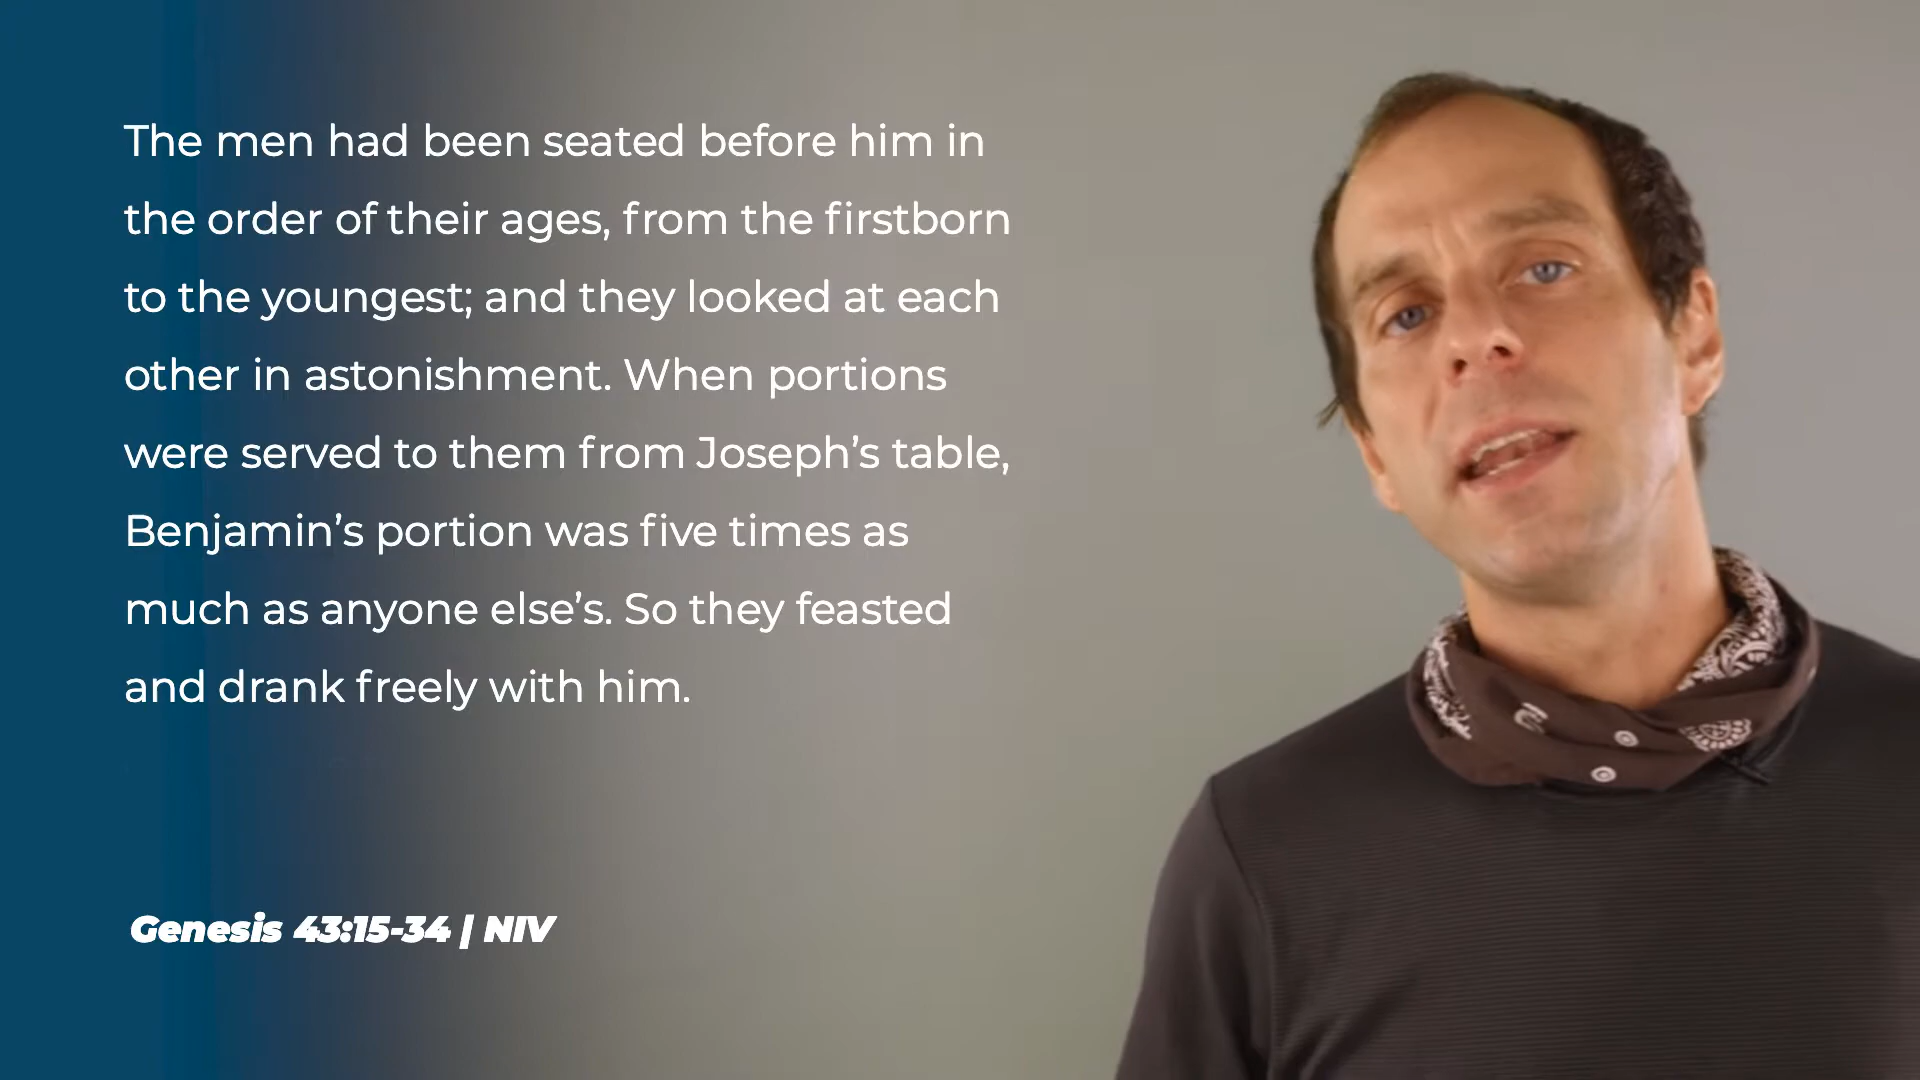 The men had been seated before him in
the order of their ages, from the firstborn
to the youngest; and they looked at each
other in astonishment. When portions
were served to them from Joseph’s table,
Benjamin’s portion was five times as
much as anyone else’s. So they feasted
and drank freely with him.
Genesis 43:15-34 | NIV